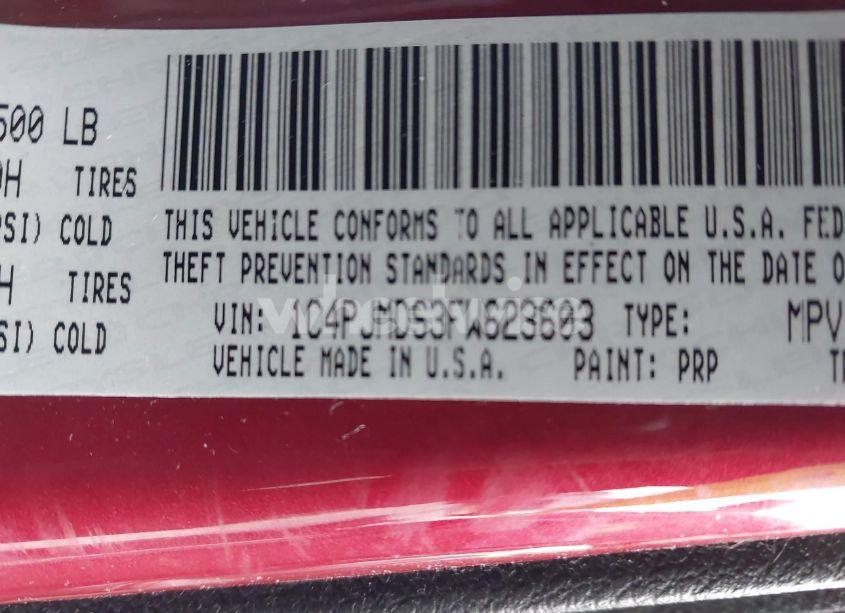 500 LB
TIRES
PSI) COLD
TIRES
SI) COLD
THIS VEHICLE CONFORMS TO ALL APPLICABLE U.S.A. FED
THEFT PREVENTION STANDARDS IN EFFECT ON THE DATE O
VIN: 1C4PJMDS3FW623603 TYPE: MPV
VEHICLE MADE IN U.S.A. PAINT: PRP